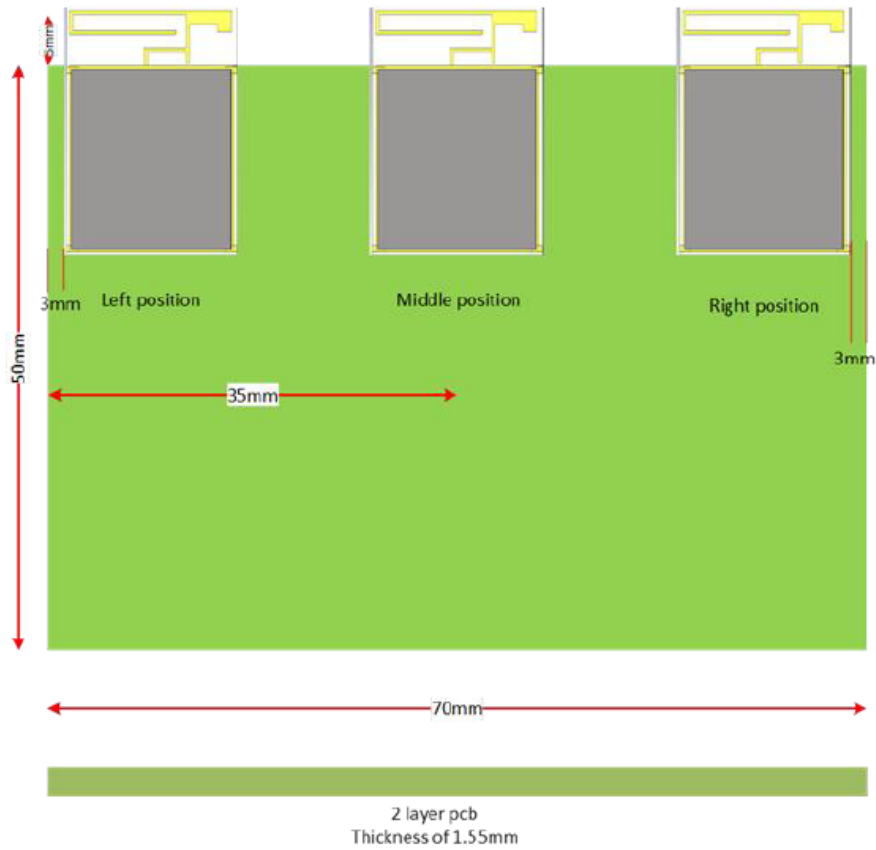 5mm
3mm
Left position
Middle position
Right position
3mm
50mm
35mm
70mm
2 layer pcb
Thickness of 1.55mm